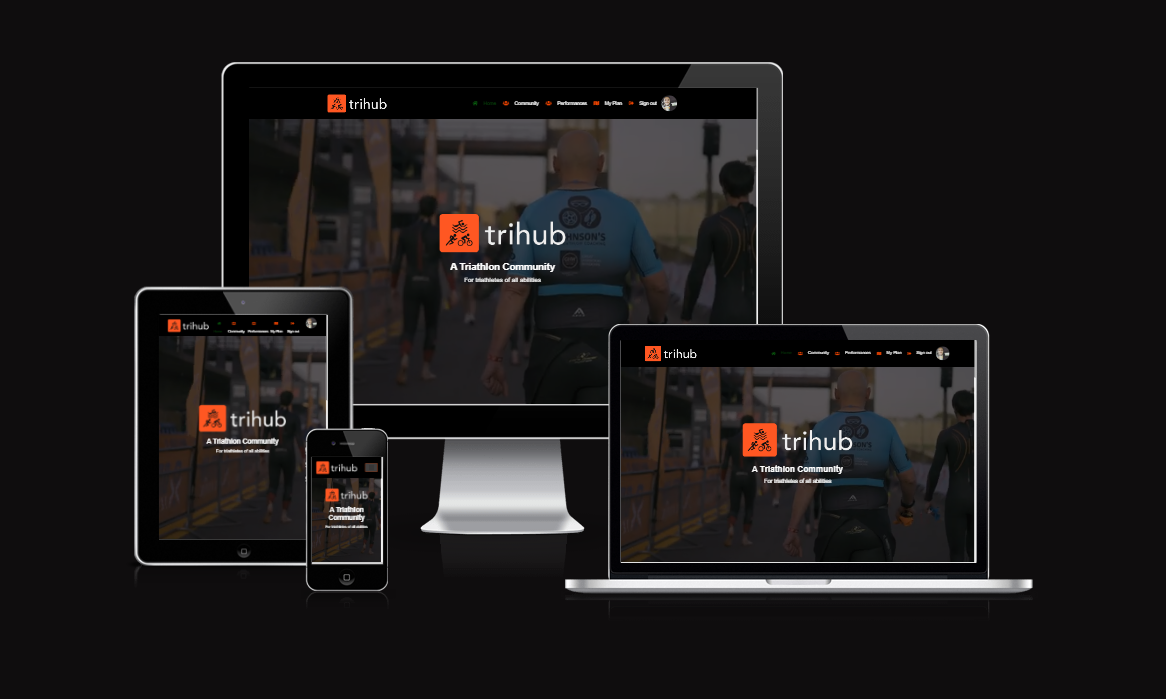 trihub
Home Community Performances My Plan Sign out
trihub
HNSON'S
A Triathlon Community
For triathletes of all abilities
trihub
Community Performances My Plan Sign out
trihub
A Triathlon Community
For triathletes of all abilities
trihub
trihub
A Triathlon
Community
For triathletes of all abilities
trihub
Home Community Performances My Plan Sign out
trihub
SON'S
A Triathlon Community
For triathletes of all abilities